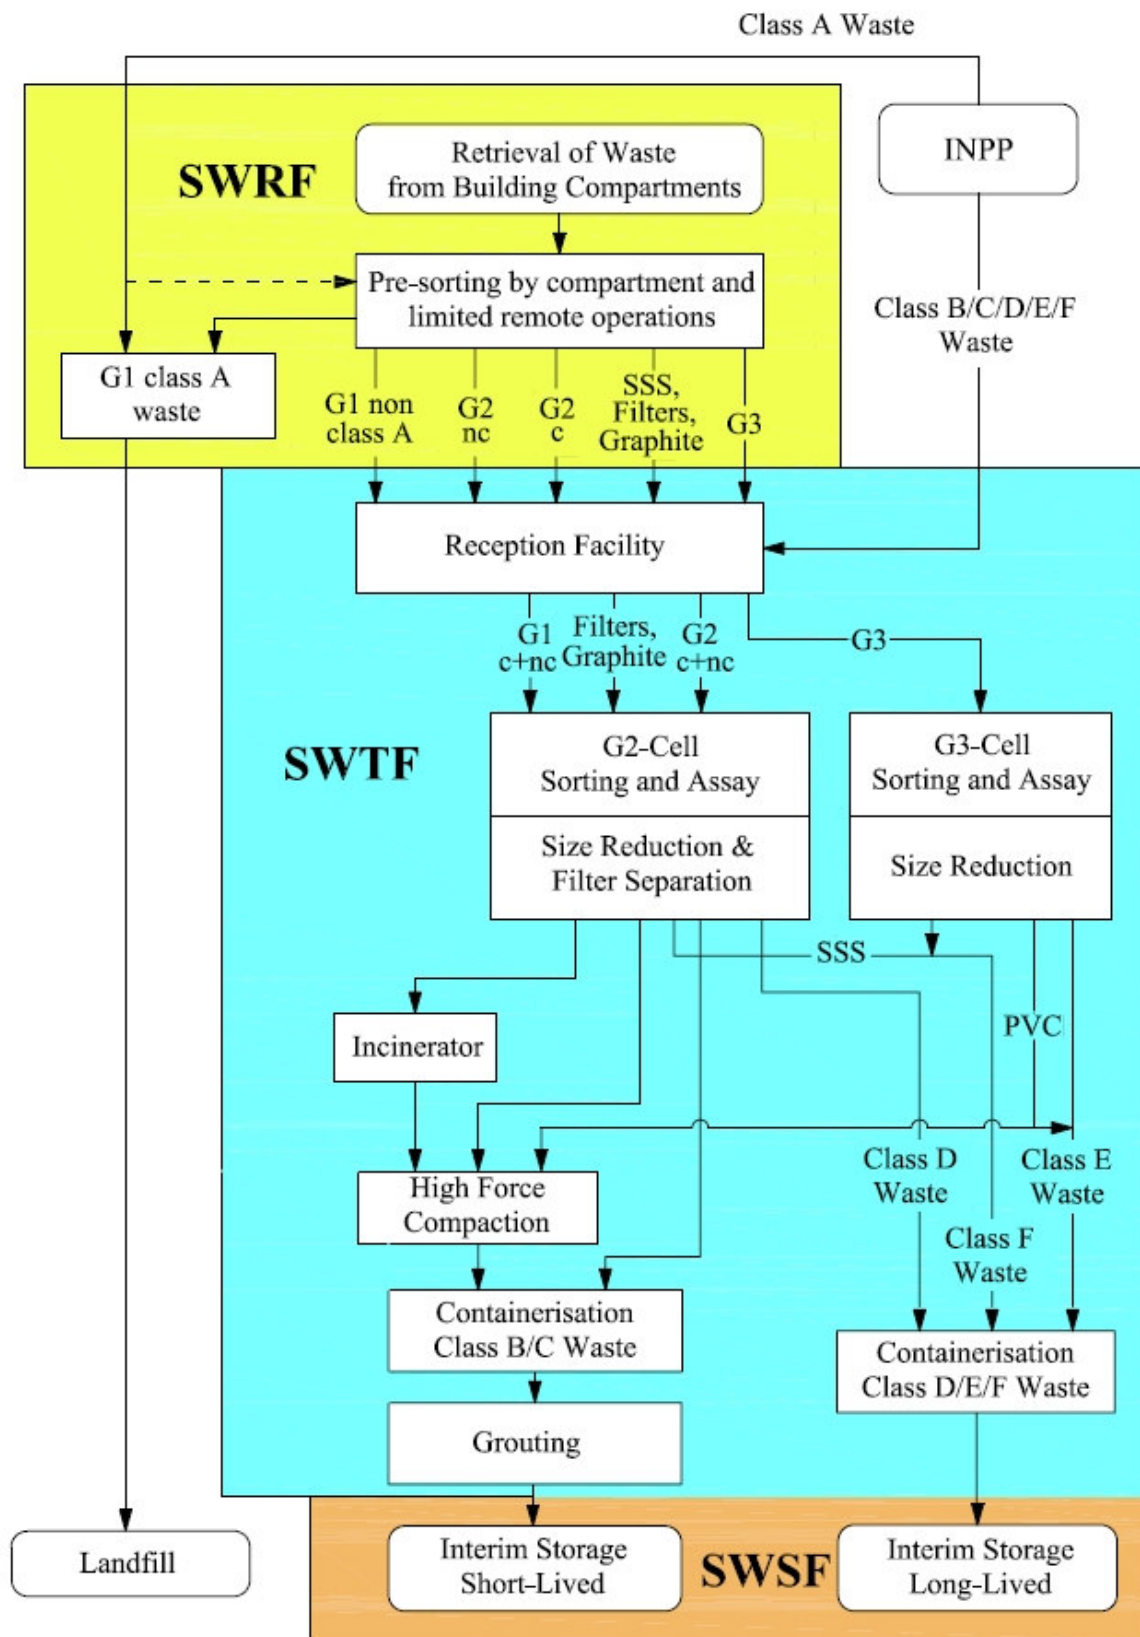 Class A Waste
SWRF
Retrieval of Waste
from Building Compartments
INPP
Pre-sorting by compartment and
limited remote operations
Class B/C/D/E/F
Waste
G1 class A
waste
G1 non
class A
G2
nc
G2
c
SSS,
Filters,
Graphite
G3
Reception Facility
G1
c+nc
Filters,
Graphite
G2
c+nc
G3
SWTF
G2-Cell
Sorting and Assay
Size Reduction &
Filter Separation
G3-Cell
Sorting and Assay
Size Reduction
SSS
PVC
Incinerator
High Force
Compaction
Class D
Waste
Class E
Waste
Class F
Waste
Containerisation
Class B/C Waste
Containerisation
Class D/E/F Waste
Grouting
Landfill
Interim Storage
Short-Lived
SWSF
Interim Storage
Long-Lived